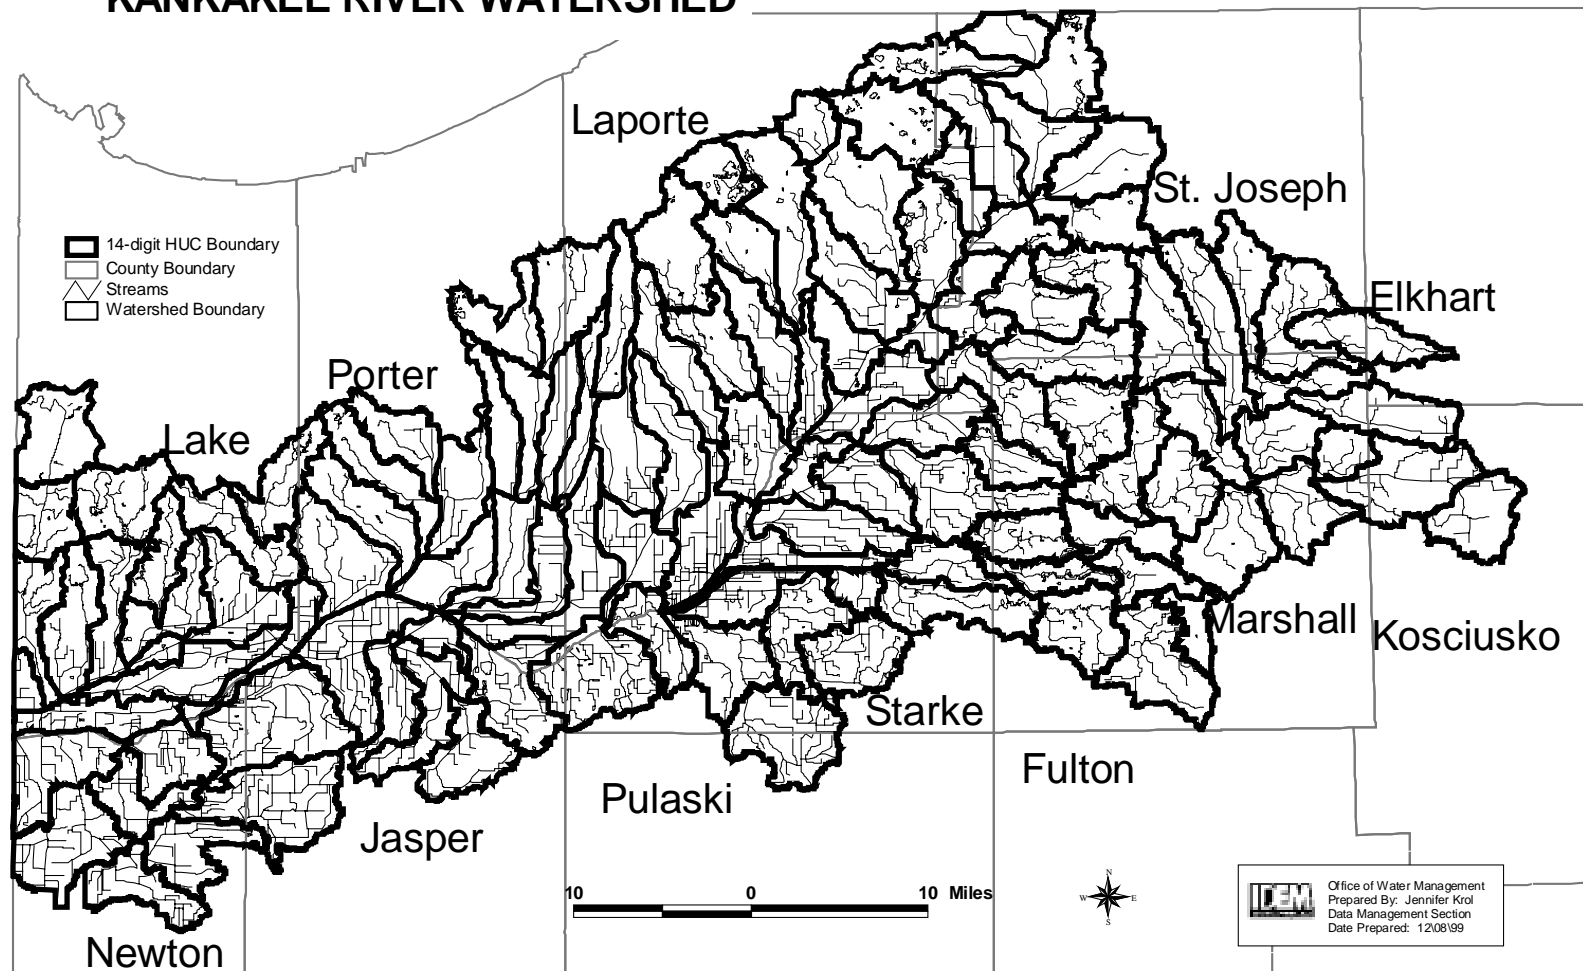 KANKAKEE RIVER WATERSHED
Laporte
St. Joseph
14-digit HUC Boundary
County Boundary
Streams
Watershed Boundary
Elkhart
Porter
Lake
Marshall
Kosciusko
Starke
Fulton
Pulaski
Jasper
Newton
10 0 10 Miles
N
W E
S
IDEM
Office of Water Management
Prepared By: Jennifer Krol
Data Management Section
Date Prepared: 12\08\99